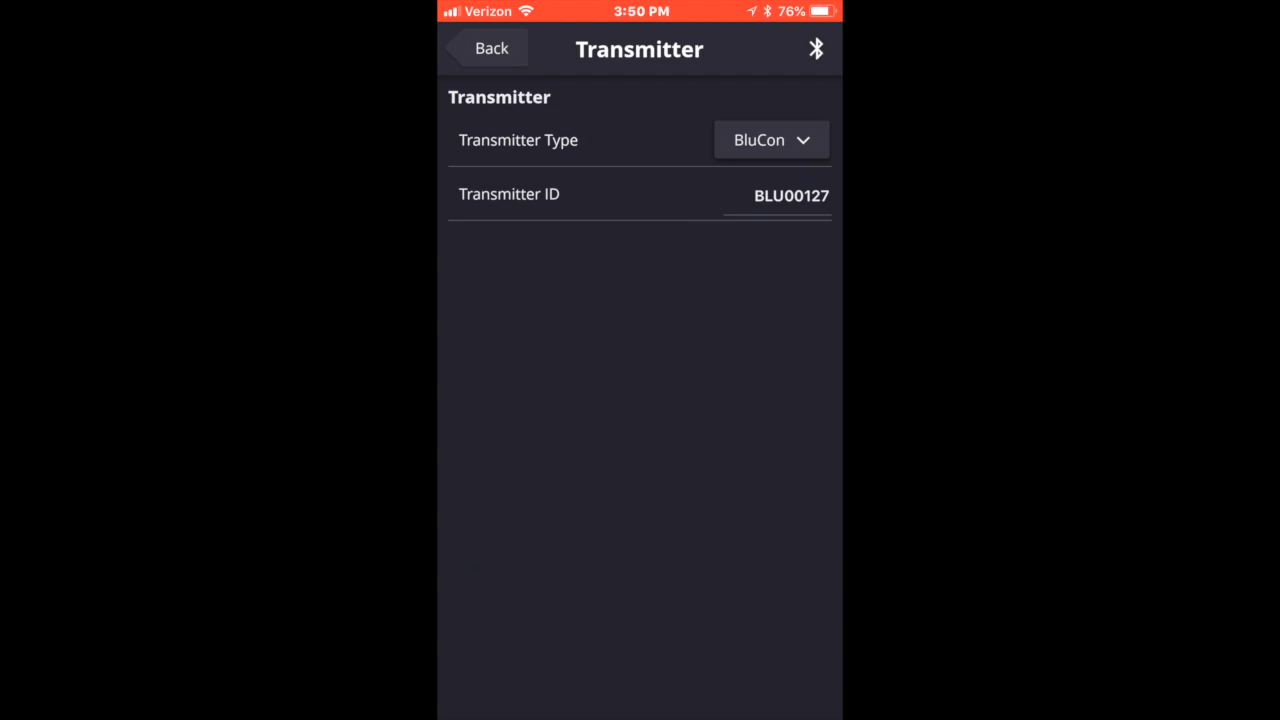 Verizon 3:50 PM 76%
Back Transmitter
Transmitter
Transmitter Type BluCon
Transmitter ID BLU00127